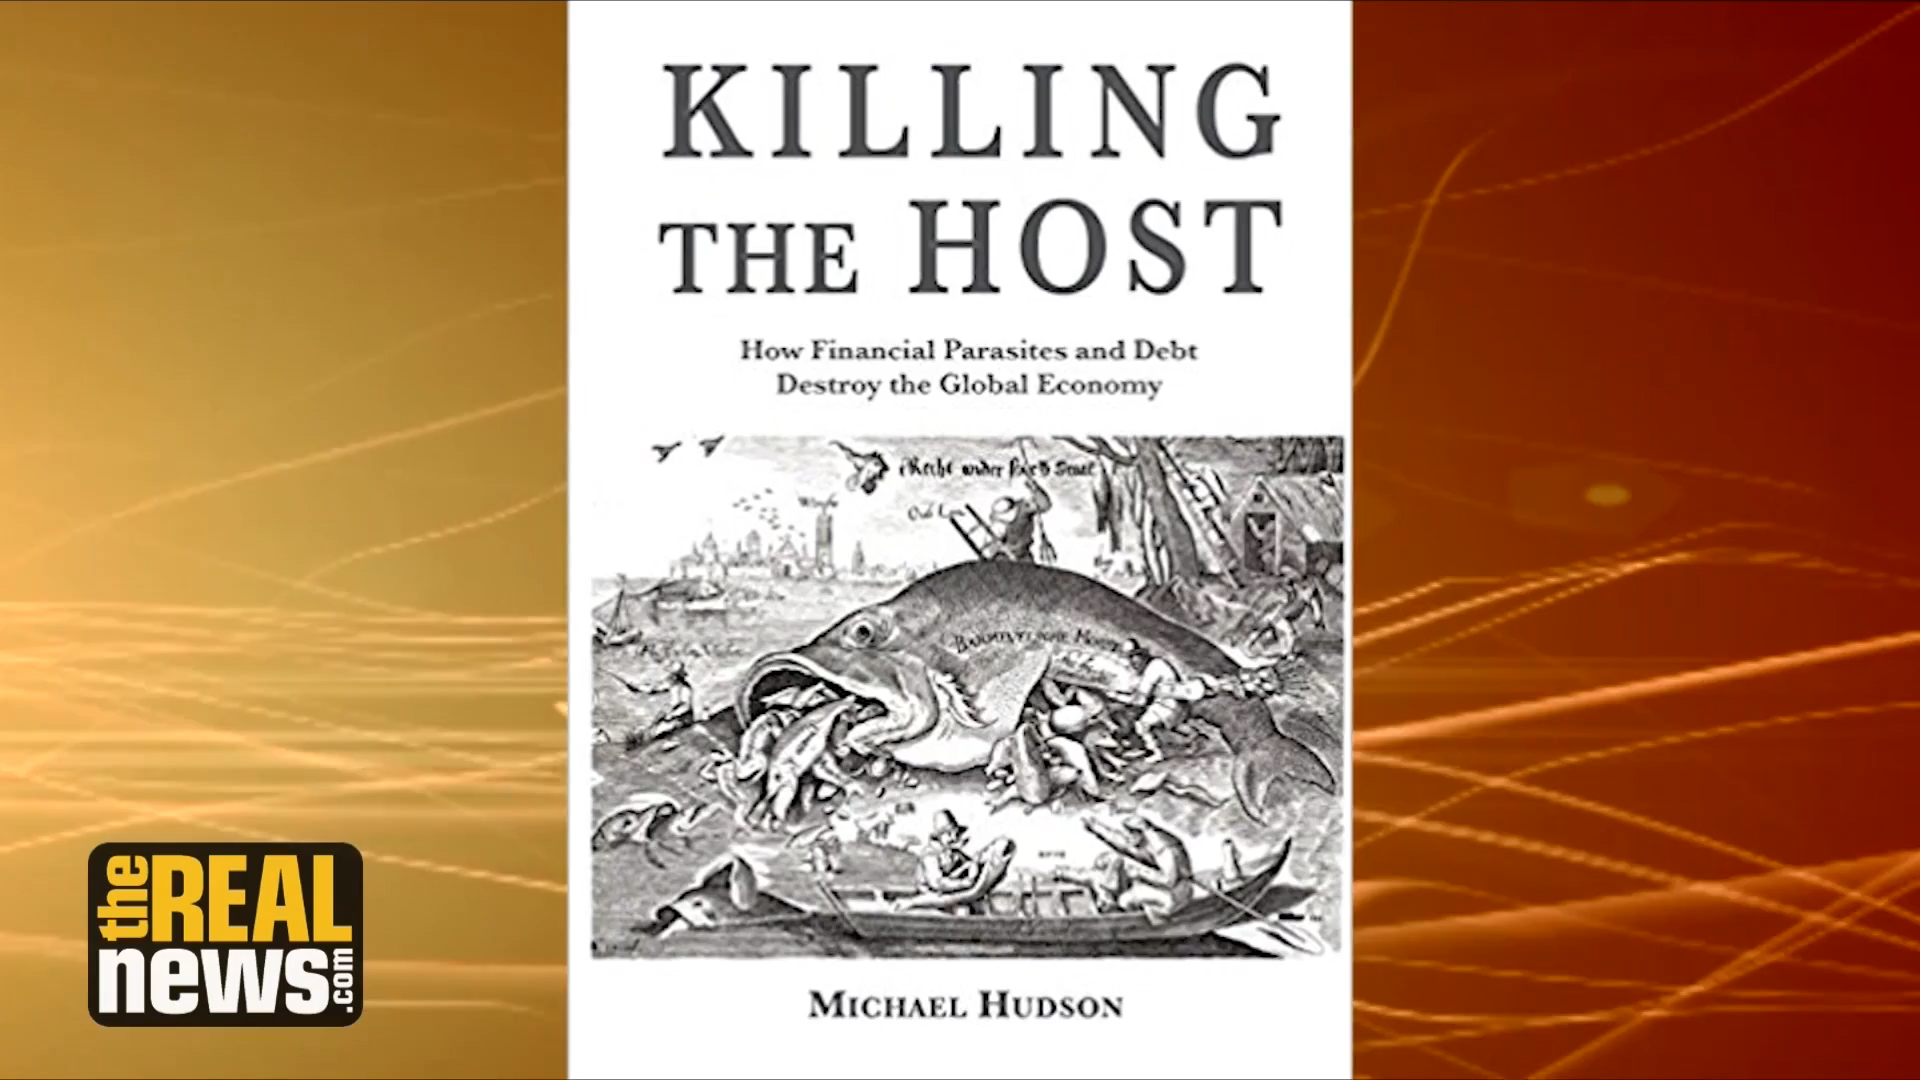 KILLING
THE HOST
How Financial Parasites and Debt
Destroy the Global Economy
MICHAEL HUDSON
the REAL
news.com